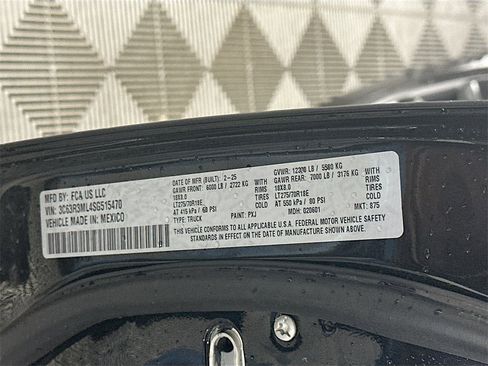 MFD BY: FCA US LLC
DATE OF MFR (BUILT): 2-25
GVWR: LB / 5580 KG
GAWR FRONT: 6000 LB / 2722 KG
WITH
18X8.0 RIMS
LT275/70R18E TIRES
AT 415 kPa / 60 PSI
GAWR REAR: 7000 LB / 3176 KG
WITH
18X8.0 RIMS
LT275/70R18E TIRES
AT 550 kPa / 80 PSI
VIN: 3C63R3ML4SG515470
TYPE: TRUCK
PAINT: PXJ
MDH: 020601
MKT: 875
VEHICLE MADE IN: MEXICO
THIS VEHICLE CONFORMS TO ALL APPLICABLE U.S.A. FEDERAL MOTOR VEHICLE
SAFETY STANDARDS IN EFFECT ON THE DATE OF MANUFACTURE SHOWN ABOVE.